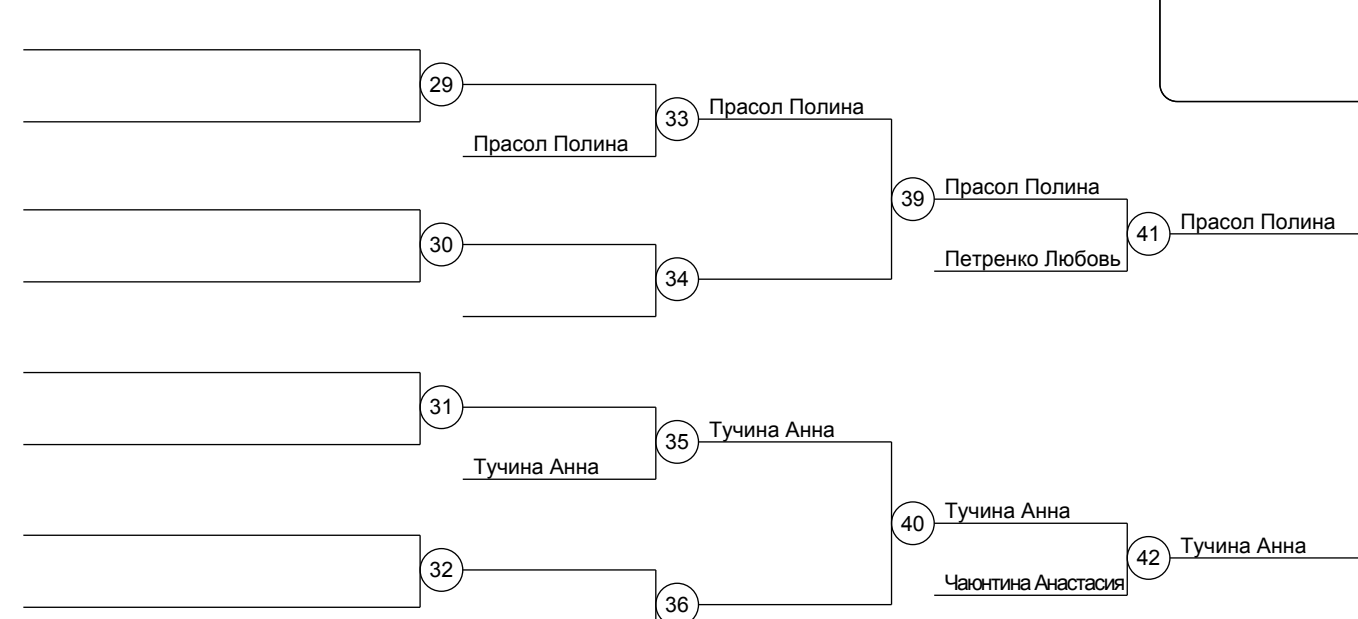 29
33
Прасол Полина
Прасол Полина
39
Прасол Полина
30
41
Прасол Полина
Петренко Любовь
34
31
35
Тучина Анна
Тучина Анна
40
Тучина Анна
32
42
Тучина Анна
Чаюнтина Анастасия
36